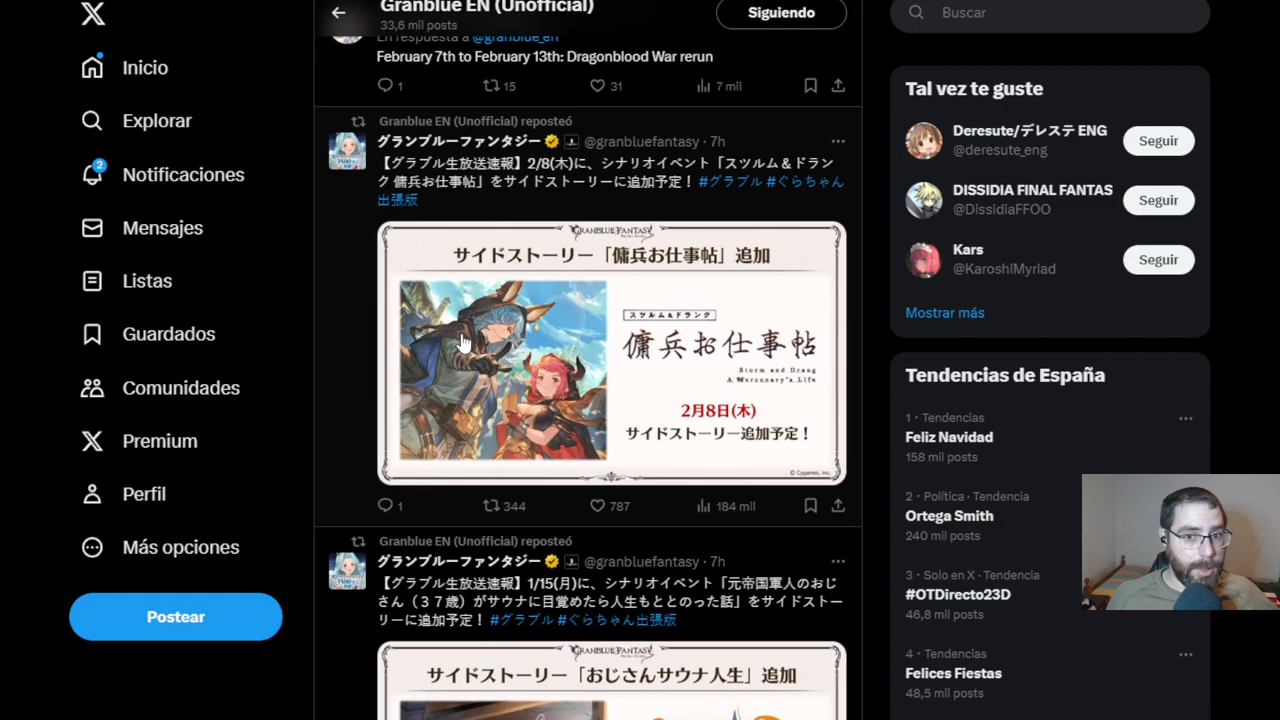 Inicio
Explorar
2
Notificaciones
Mensajes
Listas
Guardados
Comunidades
Premium
Perfil
Más opciones
Postear
Granblue EN (Unofficial)
33,6 mil posts
Siguiendo
En respuesta a @granblue_en
February 7th to February 13th: Dragonblood War rerun
1 15 31 7 mil
Granblue EN (Unofficial) reposteó
グランブルーファンタジー @granbluefantasy · 7h
【グラブル生放送速報】2/8(木)に、シナリオイベント「スツルム＆ドラン
ク 傭兵お仕事帖」をサイドストーリーに追加予定！ #グラブル #ぐらちゃん
出張版
GRANBLUE FANTASY
サイドストーリー「傭兵お仕事帖」追加
スツルム＆ドランク
傭兵お仕事帖
Sturm and Drang
A Mercenary's Life
2月8日(木)
サイドストーリー追加予定！
© Cygames, Inc.
1 344 787 184 mil
Granblue EN (Unofficial) reposteó
グランブルーファンタジー @granbluefantasy · 7h
【グラブル生放送速報】1/15(月)に、シナリオイベント「元帝国軍人のおじ
さん（３７歳）がサウナに目覚めたら人生もととのった話」をサイドストー
リーに追加予定！ #グラブル #ぐらちゃん出張版
GRANBLUE FANTASY
サイドストーリー「おじさんサウナ人生」追加
Buscar
Tal vez te guste
Deresute/デレステ ENG
@deresute_eng
Seguir
DISSIDIA FINAL FANTAS
@DissidiaFFOO
Seguir
Kars
@KaroshiMyriad
Seguir
Mostrar más
Tendencias de España
1 · Tendencias
Feliz Navidad
158 mil posts
2 · Política · Tendencia
Ortega Smith
240 mil posts
3 · Solo en X · Tendencia
#OTDirecto23D
46,8 mil posts
4 · Tendencias
Felices Fiestas
48,5 mil posts